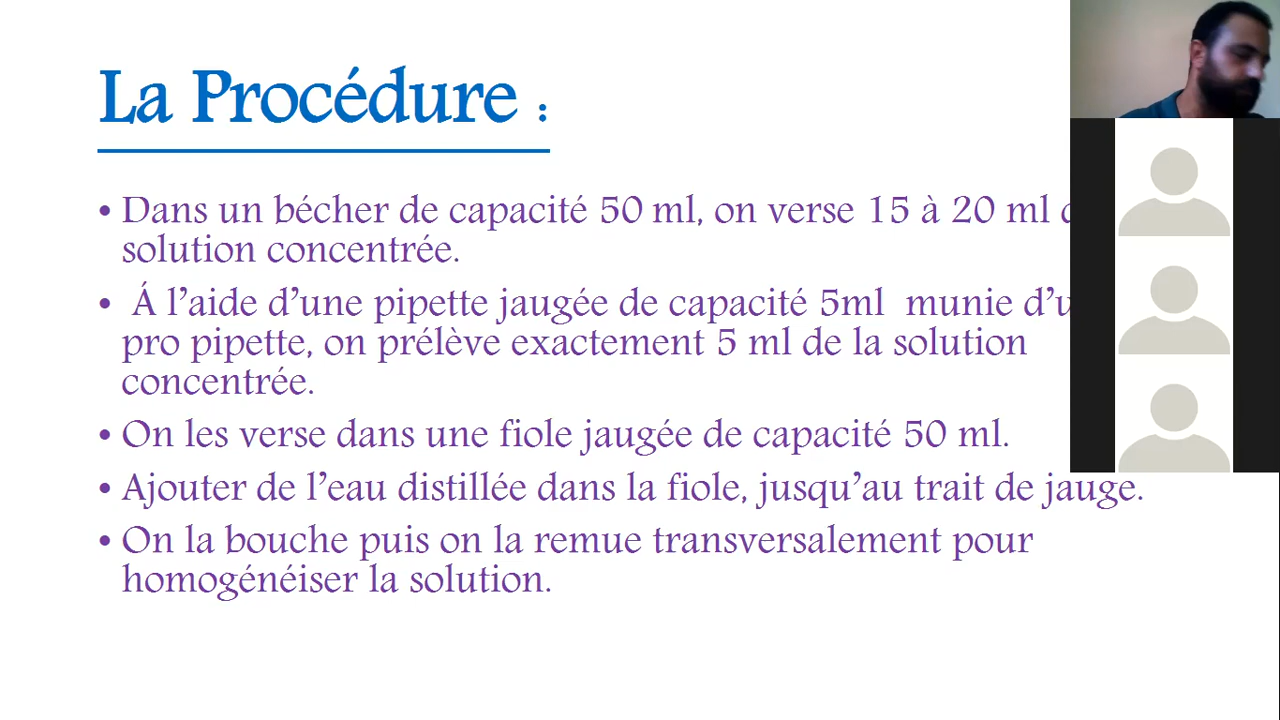 La Procédure :
• Dans un bécher de capacité 50 ml, on verse 15 à 20 ml
solution concentrée.
• Á l'aide d'une pipette jaugée de capacité 5ml munie
pro pipette, on prélève exactement 5 ml de la solution
concentrée.
• On les verse dans une fiole jaugée de capacité 50 ml.
• Ajouter de l'eau distillée dans la fiole, jusqu'au trait de jauge.
• On la bouche puis on la remue transversalement pour
homogénéiser la solution.